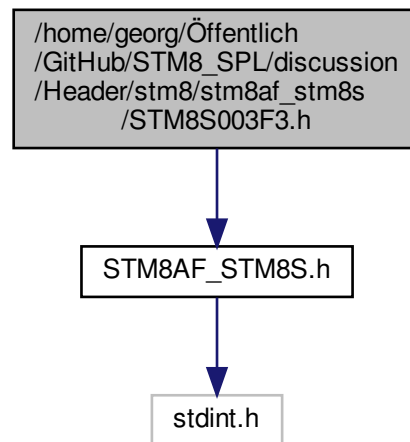 /home/georg/Öffentlich
/GitHub/STM8_SPL/discussion
/Header/stm8/stm8af_stm8s
/STM8S003F3.h
STM8AF_STM8S.h
stdint.h